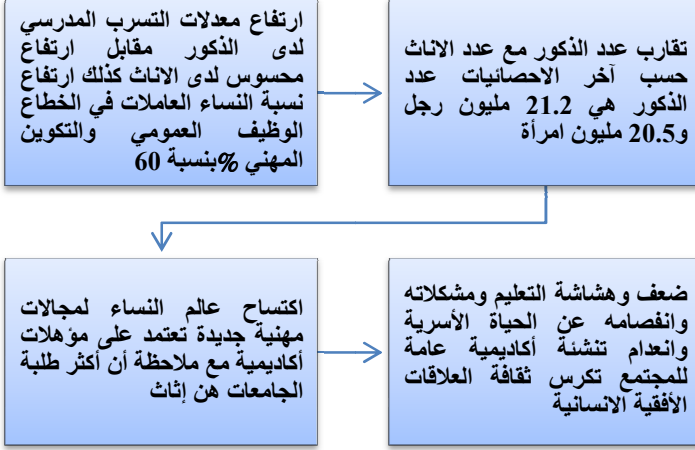 ارتفاع معدلات التسرب المدرسي
لدى الذكور مقابل ارتفاع
محسوس لدى الاناث كذلك ارتفاع
نسبة النساء العاملات في الخطاع
الوظيف العمومي والتكوين
المهني %بنسبة 60
تقارب عدد الذكور مع عدد الاناث
حسب آخر الاحصائيات عدد
الذكور هي 21.2 مليون رجل
و20.5 مليون امرأة
اكتساح عالم النساء لمجالات
مهنية جديدة تعتمد على مؤهلات
أكاديمية مع ملاحظة أن أكثر طلبة
الجامعات هن إثاث
ضعف وهشاشة التعليم ومشكلاته
وانفصامه عن الحياة الأسرية
وانعدام تنشئة أكاديمية عامة
للمجتمع تكرس ثقافة العلاقات
الأفقية الانسانية